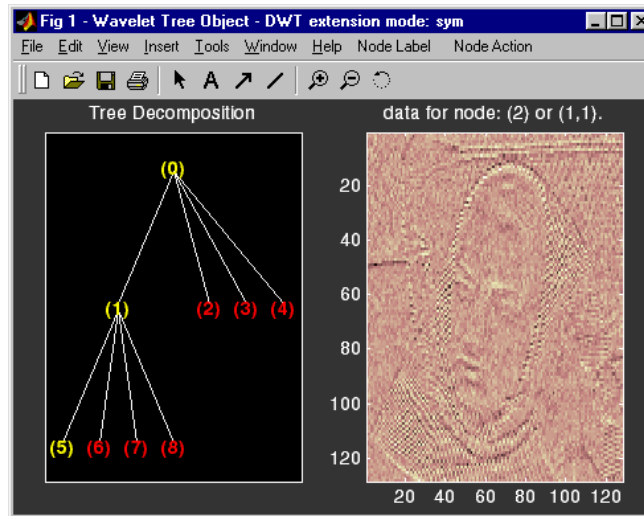 Fig 1 - Wavelet Tree Object - DWT extension mode: sym
File Edit View Insert Tools Window Help Node Label Node Action
A
Tree Decomposition
data for node: (2) or (1,1).
(0)
(1) (2) (3) (4)
(5) (6) (7) (8)
20
40
60
80
100
120
20 40 60 80 100 120